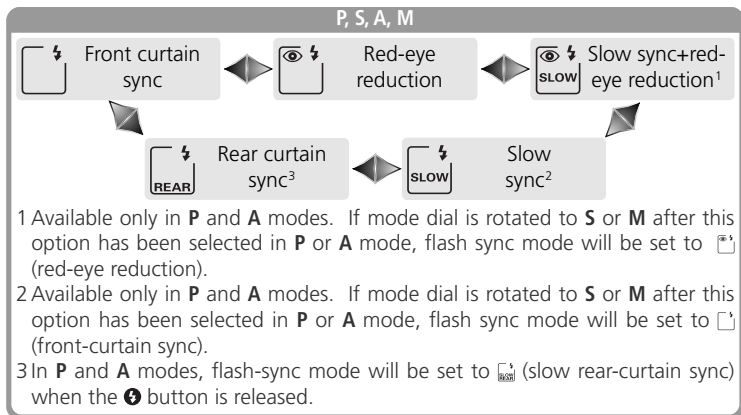 P, S, A, M
Front curtain
sync
Red-eye
reduction
SLOW
Slow sync+red-
eye reduction1
REAR
Rear curtain
sync3
SLOW
Slow
sync2
1 Available only in P and A modes. If mode dial is rotated to S or M after this
option has been selected in P or A mode, flash sync mode will be set to
(red-eye reduction).
2 Available only in P and A modes. If mode dial is rotated to S or M after this
option has been selected in P or A mode, flash sync mode will be set to
(front-curtain sync).
3 In P and A modes, flash-sync mode will be set to (slow rear-curtain sync)
when the button is released.